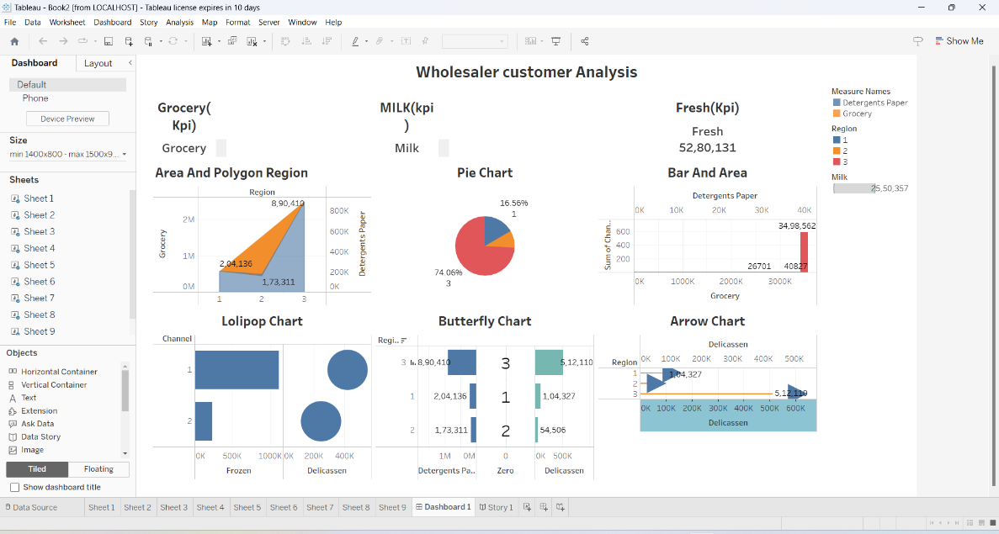 Tableau - Book2 [from LOCALHOST] - Tableau license expires in 10 days
File Data Worksheet Dashboard Story Analysis Map Format Server Window Help
Show Me
Dashboard Layout
Default
Phone
Device Preview
Size
min 1400x800 - max 1500x9...
Sheets
Sheet 1
Sheet 2
Sheet 3
Sheet 4
Sheet 5
Sheet 6
Sheet 7
Sheet 8
Sheet 9
Objects
Horizontal Container
Vertical Container
Text
Extension
Ask Data
Data Story
Image
Tiled Floating
Show dashboard title
Wholesaler customer Analysis
Grocery(
Kpi)
Grocery
MILK(kpi
)
Milk
Fresh(Kpi)
Fresh
52,80,131
Measure Names
Detergents Paper
Grocery
Region
1
2
3
Milk
25,50,357
Area And Polygon Region
Region
8,90,410
2M
1M
0M
Grocery
2,04,136
1,73,311
800K
600K
400K
200K
0K
Detergents Paper
1 2 3
Pie Chart
16.56%
1
74.06%
3
Bar And Area
Detergents Paper
0K 10K 20K 30K 40K
34,98,562
Sum of Chan..
600
400
200
26701 40827
0K 1000K 2000K 3000K
Grocery
Lolipop Chart
Channel
1
2
0K 500K 1000K 0K 200K 400K
Frozen Delicassen
Butterfly Chart
Regi..
3 8,90,410 3 5,12,110
1 2,04,136 1 1,04,327
2 1,73,311 2 54,506
1M 0M 0 0K 500K
Detergents Pa.. Zero Delicassen
Arrow Chart
Delicassen
0K 100K 200K 300K 400K 500K
Region
1 1,04,327
2
3 5,12,110
0K 100K 200K 300K 400K 500K 600K
Delicassen
Data Source Sheet 1 Sheet 2 Sheet 3 Sheet 4 Sheet 5 Sheet 6 Sheet 7 Sheet 8 Sheet 9 Dashboard 1 Story 1